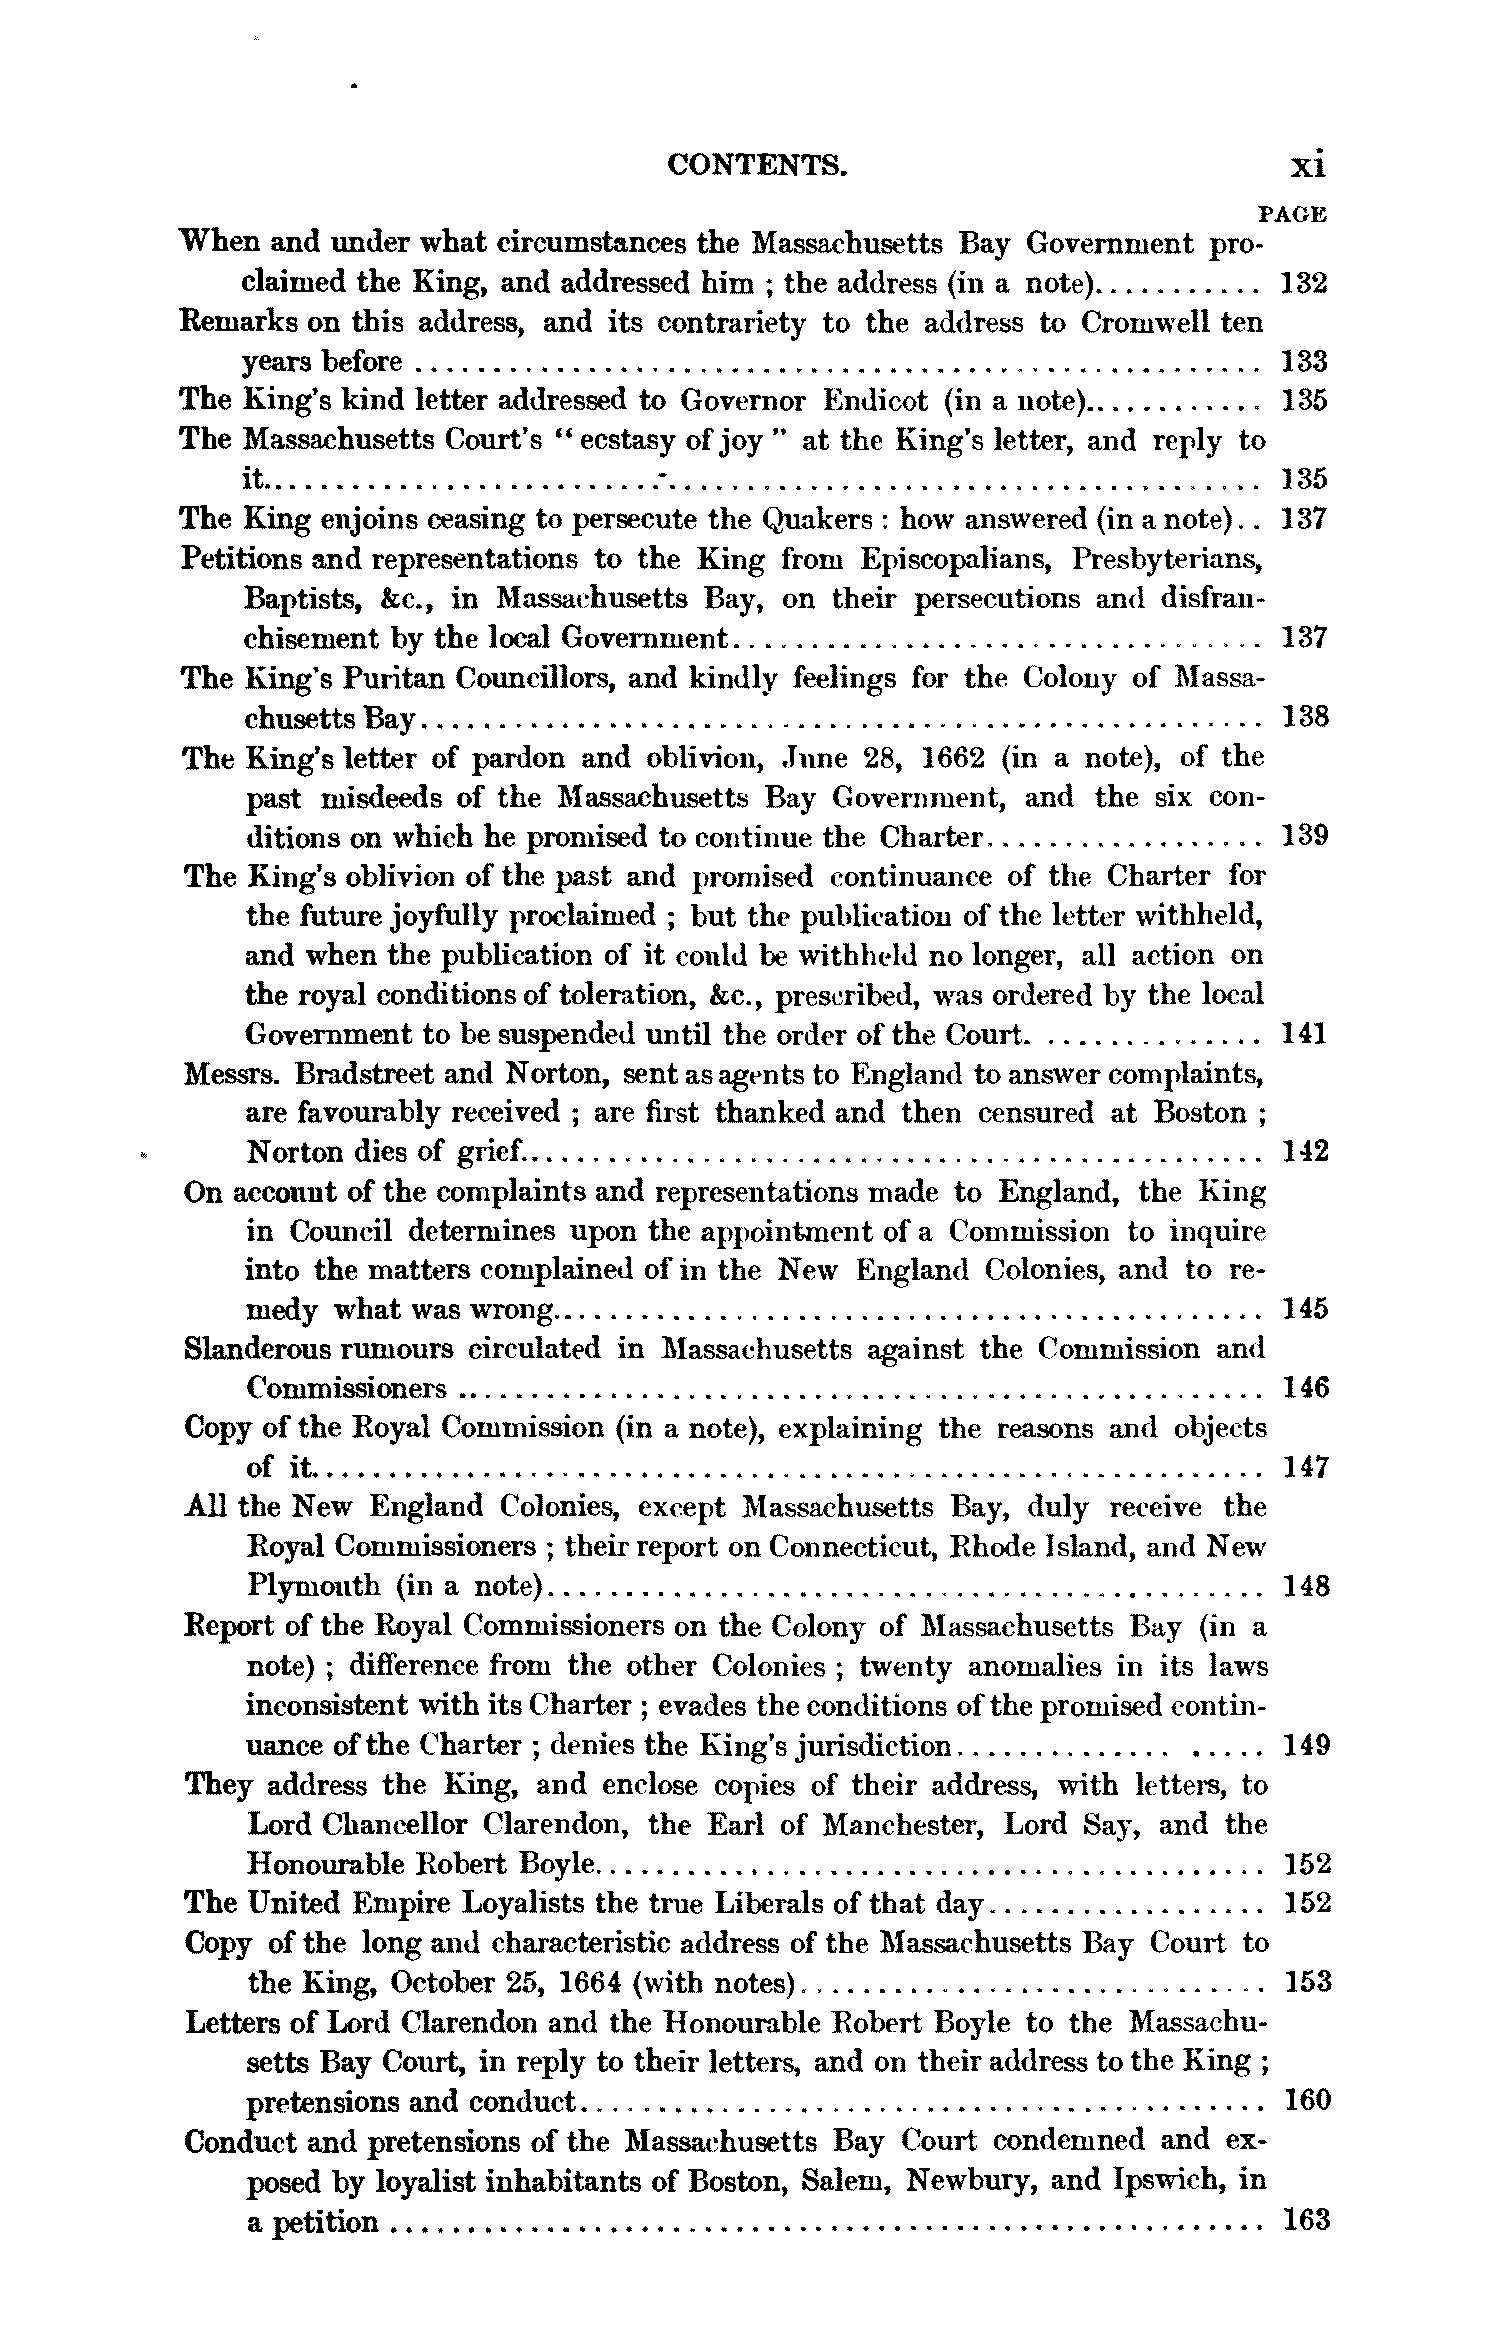 CONTENTS. xi
PAGE
When and under what circumstances the Massachusetts Bay Government pro-
claimed the King, and addressed him ; the address (in a note)........... 132
Remarks on this address, and its contrariety to the address to Cromwell ten
years before ...................................................... 133
The King's kind letter addressed to Governor Endicot (in a note)............ 135
The Massachusetts Court's “ ecstasy of joy ” at the King's letter, and reply to
it............................................................... 135
The King enjoins ceasing to persecute the Quakers : how answered (in a note).. 137
Petitions and representations to the King from Episcopalians, Presbyterians,
Baptists, &c., in Massachusetts Bay, on their persecutions and disfran-
chisement by the local Government.................................. 137
The King's Puritan Councillors, and kindly feelings for the Colony of Massa-
chusetts Bay...................................................... 138
The King's letter of pardon and oblivion, June 28, 1662 (in a note), of the
past misdeeds of the Massachusetts Bay Government, and the six con-
ditions on which he promised to continue the Charter.................. 139
The King's oblivion of the past and promised continuance of the Charter for
the future joyfully proclaimed ; but the publication of the letter withheld,
and when the publication of it could be withheld no longer, all action on
the royal conditions of toleration, &c., prescribed, was ordered by the local
Government to be suspended until the order of the Court. .............. 141
Messrs. Bradstreet and Norton, sent as agents to England to answer complaints,
are favourably received ; are first thanked and then censured at Boston ;
Norton dies of grief............................................... 142
On account of the complaints and representations made to England, the King
in Council determines upon the appointment of a Commission to inquire
into the matters complained of in the New England Colonies, and to re-
medy what was wrong.............................................. 145
Slanderous rumours circulated in Massachusetts against the Commission and
Commissioners .................................................... 146
Copy of the Royal Commission (in a note), explaining the reasons and objects
of it............................................................. 147
All the New England Colonies, except Massachusetts Bay, duly receive the
Royal Commissioners ; their report on Connecticut, Rhode Island, and New
Plymouth (in a note).............................................. 148
Report of the Royal Commissioners on the Colony of Massachusetts Bay (in a
note) ; difference from the other Colonies ; twenty anomalies in its laws
inconsistent with its Charter ; evades the conditions of the promised contin-
uance of the Charter ; denies the King's jurisdiction.............. ..... 149
They address the King, and enclose copies of their address, with letters, to
Lord Chancellor Clarendon, the Earl of Manchester, Lord Say, and the
Honourable Robert Boyle........................................... 152
The United Empire Loyalists the true Liberals of that day.................. 152
Copy of the long and characteristic address of the Massachusetts Bay Court to
the King, October 25, 1664 (with notes).............................. 153
Letters of Lord Clarendon and the Honourable Robert Boyle to the Massachu-
setts Bay Court, in reply to their letters, and on their address to the King ;
pretensions and conduct............................................ 160
Conduct and pretensions of the Massachusetts Bay Court condemned and ex-
posed by loyalist inhabitants of Boston, Salem, Newbury, and Ipswich, in
a petition ........................................................ 163